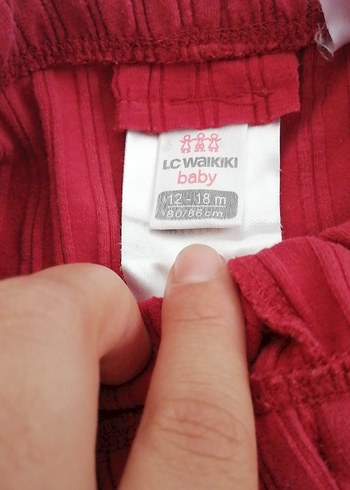 LC WAIKIKI
baby
12 - 18 m
80/86 cm